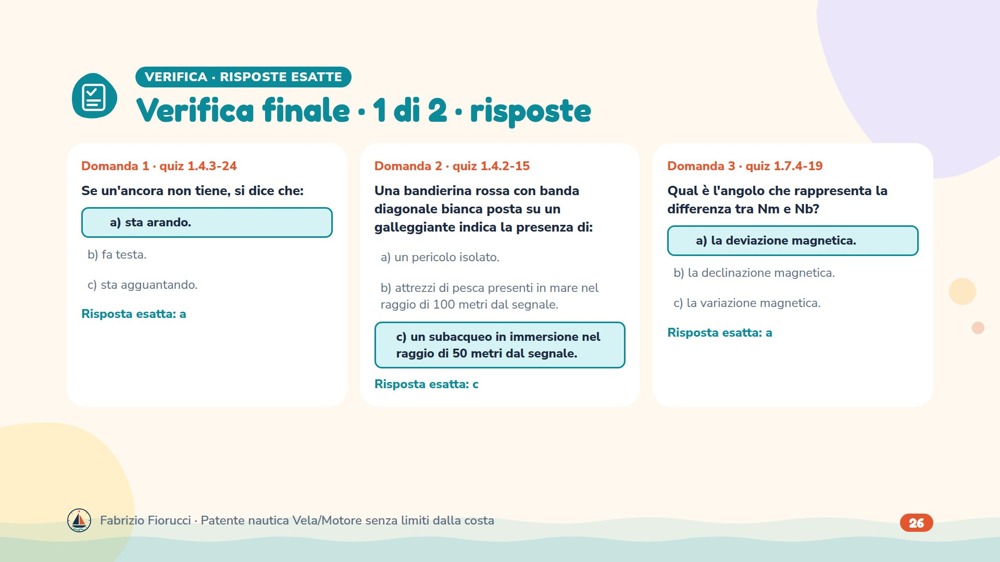 VERIFICA · RISPOSTE ESATTE
Verifica finale · 1 di 2 · risposte
Domanda 1 · quiz 1.4.3-24
Se un'ancora non tiene, si dice che:
a) sta arando.
b) fa testa.
c) sta agguantando.
Risposta esatta: a
Domanda 2 · quiz 1.4.2-15
Una bandierina rossa con banda
diagonale bianca posta su un
galleggiante indica la presenza di:
a) un pericolo isolato.
b) attrezzi di pesca presenti in mare nel
raggio di 100 metri dal segnale.
c) un subacqueo in immersione nel
raggio di 50 metri dal segnale.
Risposta esatta: c
Domanda 3 · quiz 1.7.4-19
Qual è l'angolo che rappresenta la
differenza tra Nm e Nb?
a) la deviazione magnetica.
b) la declinazione magnetica.
c) la variazione magnetica.
Risposta esatta: a
Fabrizio Fiorucci · Patente nautica Vela/Motore senza limiti dalla costa
26